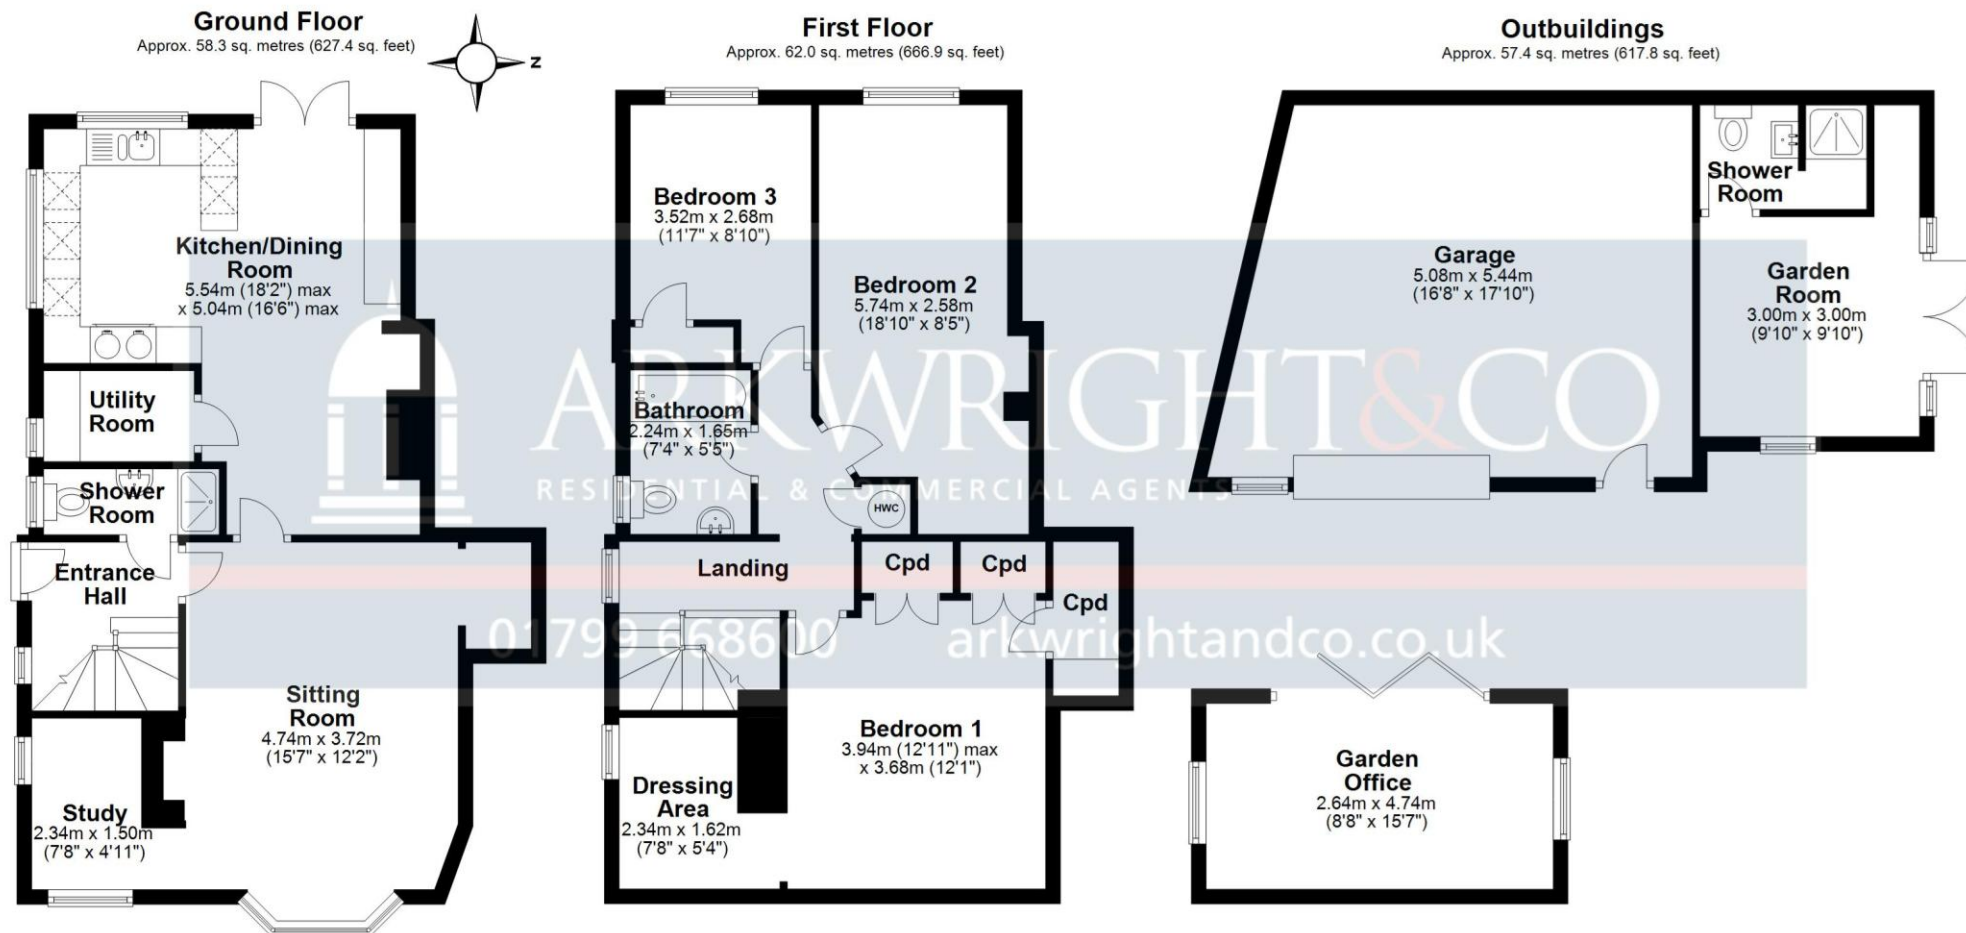 Ground Floor
Approx. 58.3 sq. metres (627.4 sq. feet)
Z
Kitchen/Dining
Room
5.54m (18'2") max
x 5.04m (16'6") max
Utility
Room
Shower
Room
Entrance
Hall
Sitting
Room
4.74m x 3.72m
(15'7" x 12'2")
Study
2.34m x 1.50m
(7'8" x 4'11")
First Floor
Approx. 62.0 sq. metres (666.9 sq. feet)
Bedroom 3
3.52m x 2.68m
(11'7" x 8'10")
Bedroom 2
5.74m x 2.58m
(18'10" x 8'5")
Bathroom
2.24m x 1.65m
(7'4" x 5'5")
HWC
Landing
Cpd
Cpd
Cpd
Bedroom 1
3.94m (12'11") max
x 3.68m (12'1")
Dressing
Area
2.34m x 1.62m
(7'8" x 5'4")
Outbuildings
Approx. 57.4 sq. metres (617.8 sq. feet)
Shower
Room
Garage
5.08m x 5.44m
(16'8" x 17'10")
Garden
Room
3.00m x 3.00m
(9'10" x 9'10")
Garden
Office
2.64m x 4.74m
(8'8" x 15'7")
ARKWRIGHT&CO
RESIDENTIAL & COMMERCIAL AGENTS
01799 668600 arkwrightandco.co.uk